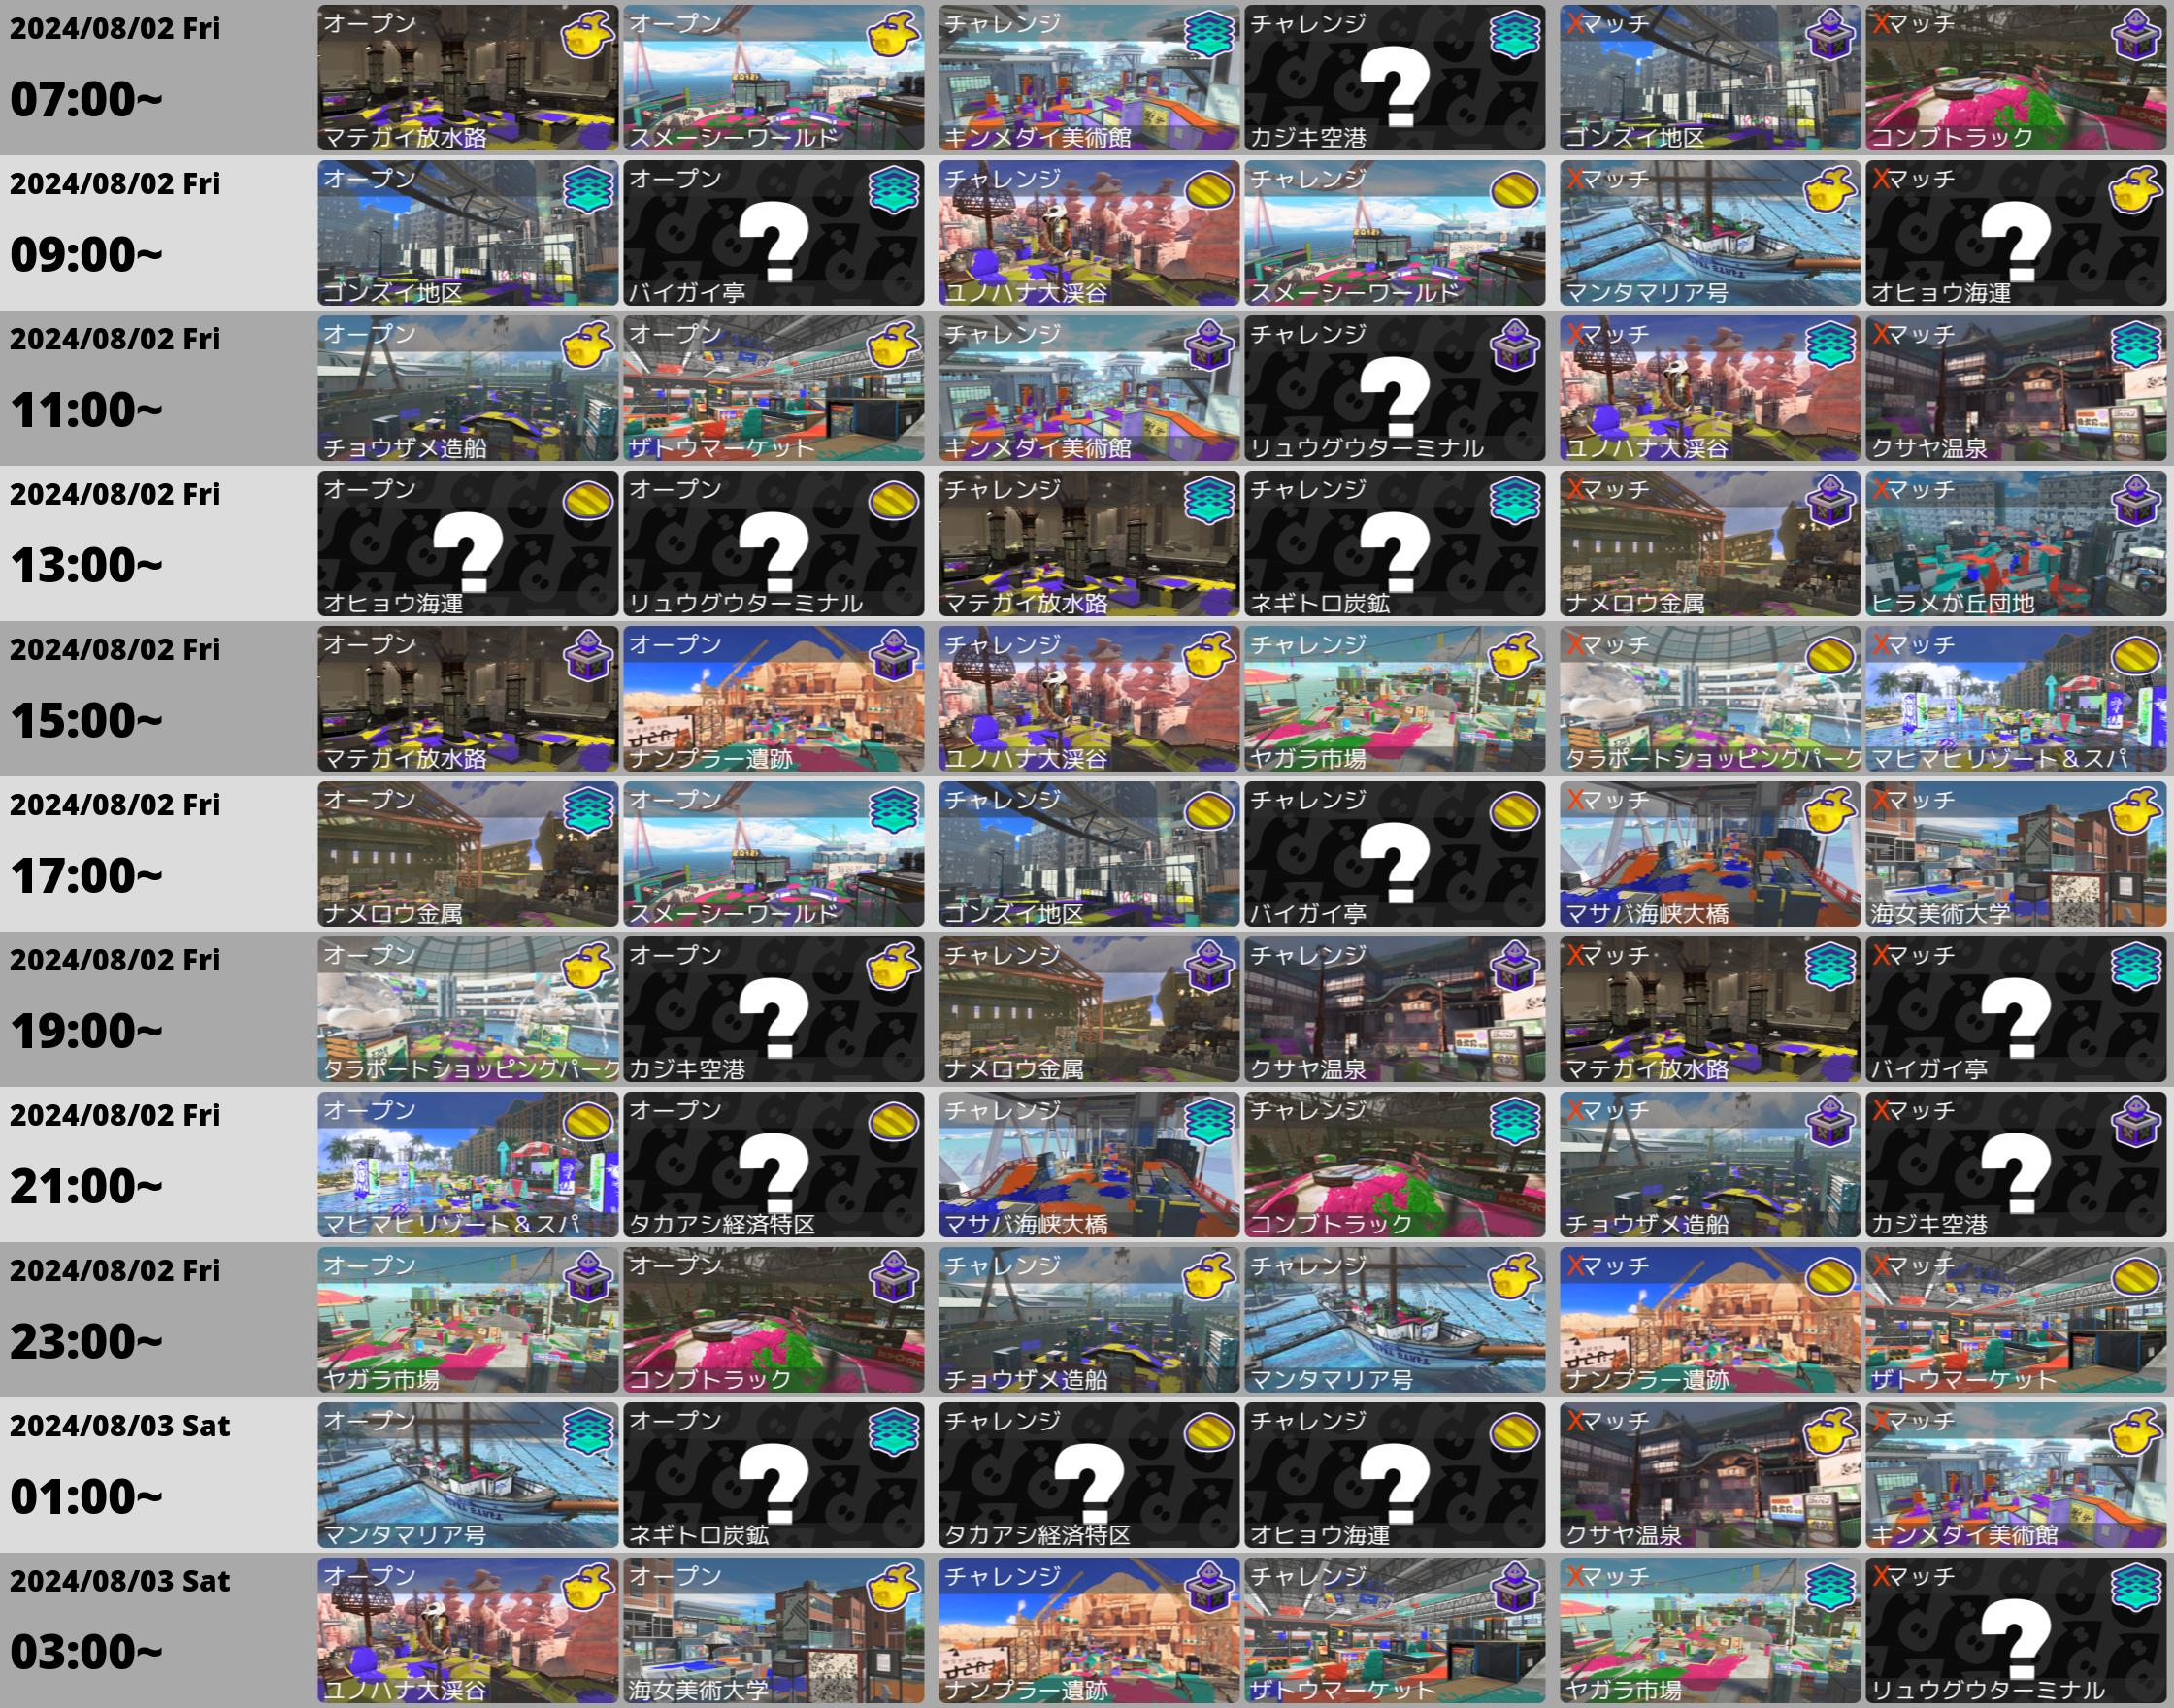 2024/08/02 Fri
07:00~
オープン
マテガイ放水路
オープン
スメーシーワールド
チャレンジ
キンメダイ美術館
チャレンジ
カジキ空港
Xマッチ
ゴンズイ地区
Xマッチ
コンブトラック
2024/08/02 Fri
09:00~
オープン
ゴンズイ地区
オープン
バイガイ亭
チャレンジ
ユノハナ大渓谷
チャレンジ
スメーシーワールド
Xマッチ
マンタマリア号
Xマッチ
オヒョウ海運
2024/08/02 Fri
11:00~
オープン
チョウザメ造船
オープン
ザトウマーケット
チャレンジ
キンメダイ美術館
チャレンジ
リュウグウターミナル
Xマッチ
ユノハナ大渓谷
Xマッチ
クサヤ温泉
2024/08/02 Fri
13:00~
オープン
オヒョウ海運
オープン
リュウグウターミナル
チャレンジ
マテガイ放水路
チャレンジ
ネギトロ炭鉱
Xマッチ
ナメロウ金属
Xマッチ
ヒラメが丘団地
2024/08/02 Fri
15:00~
オープン
マテガイ放水路
オープン
ナンプラー遺跡
チャレンジ
ユノハナ大渓谷
チャレンジ
ヤガラ市場
Xマッチ
タラポートショッピングパーク
Xマッチ
マヒマヒリゾート＆スパ
2024/08/02 Fri
17:00~
オープン
ナメロウ金属
オープン
スメーシーワールド
チャレンジ
ゴンズイ地区
チャレンジ
バイガイ亭
Xマッチ
マサバ海峡大橋
Xマッチ
海女美術大学
2024/08/02 Fri
19:00~
オープン
タラポートショッピングパーク
オープン
カジキ空港
チャレンジ
ナメロウ金属
チャレンジ
クサヤ温泉
Xマッチ
マテガイ放水路
Xマッチ
バイガイ亭
2024/08/02 Fri
21:00~
オープン
マヒマヒリゾート＆スパ
オープン
タカアシ経済特区
チャレンジ
マサバ海峡大橋
チャレンジ
コンブトラック
Xマッチ
チョウザメ造船
Xマッチ
カジキ空港
2024/08/02 Fri
23:00~
オープン
ヤガラ市場
オープン
コンブトラック
チャレンジ
チョウザメ造船
チャレンジ
マンタマリア号
Xマッチ
ナンプラー遺跡
Xマッチ
ザトウマーケット
2024/08/03 Sat
01:00~
オープン
マンタマリア号
オープン
ネギトロ炭鉱
チャレンジ
タカアシ経済特区
チャレンジ
オヒョウ海運
Xマッチ
クサヤ温泉
Xマッチ
キンメダイ美術館
2024/08/03 Sat
03:00~
オープン
ユノハナ大渓谷
オープン
海女美術大学
チャレンジ
ナンプラー遺跡
チャレンジ
ザトウマーケット
Xマッチ
ヤガラ市場
Xマッチ
リュウグウターミナル